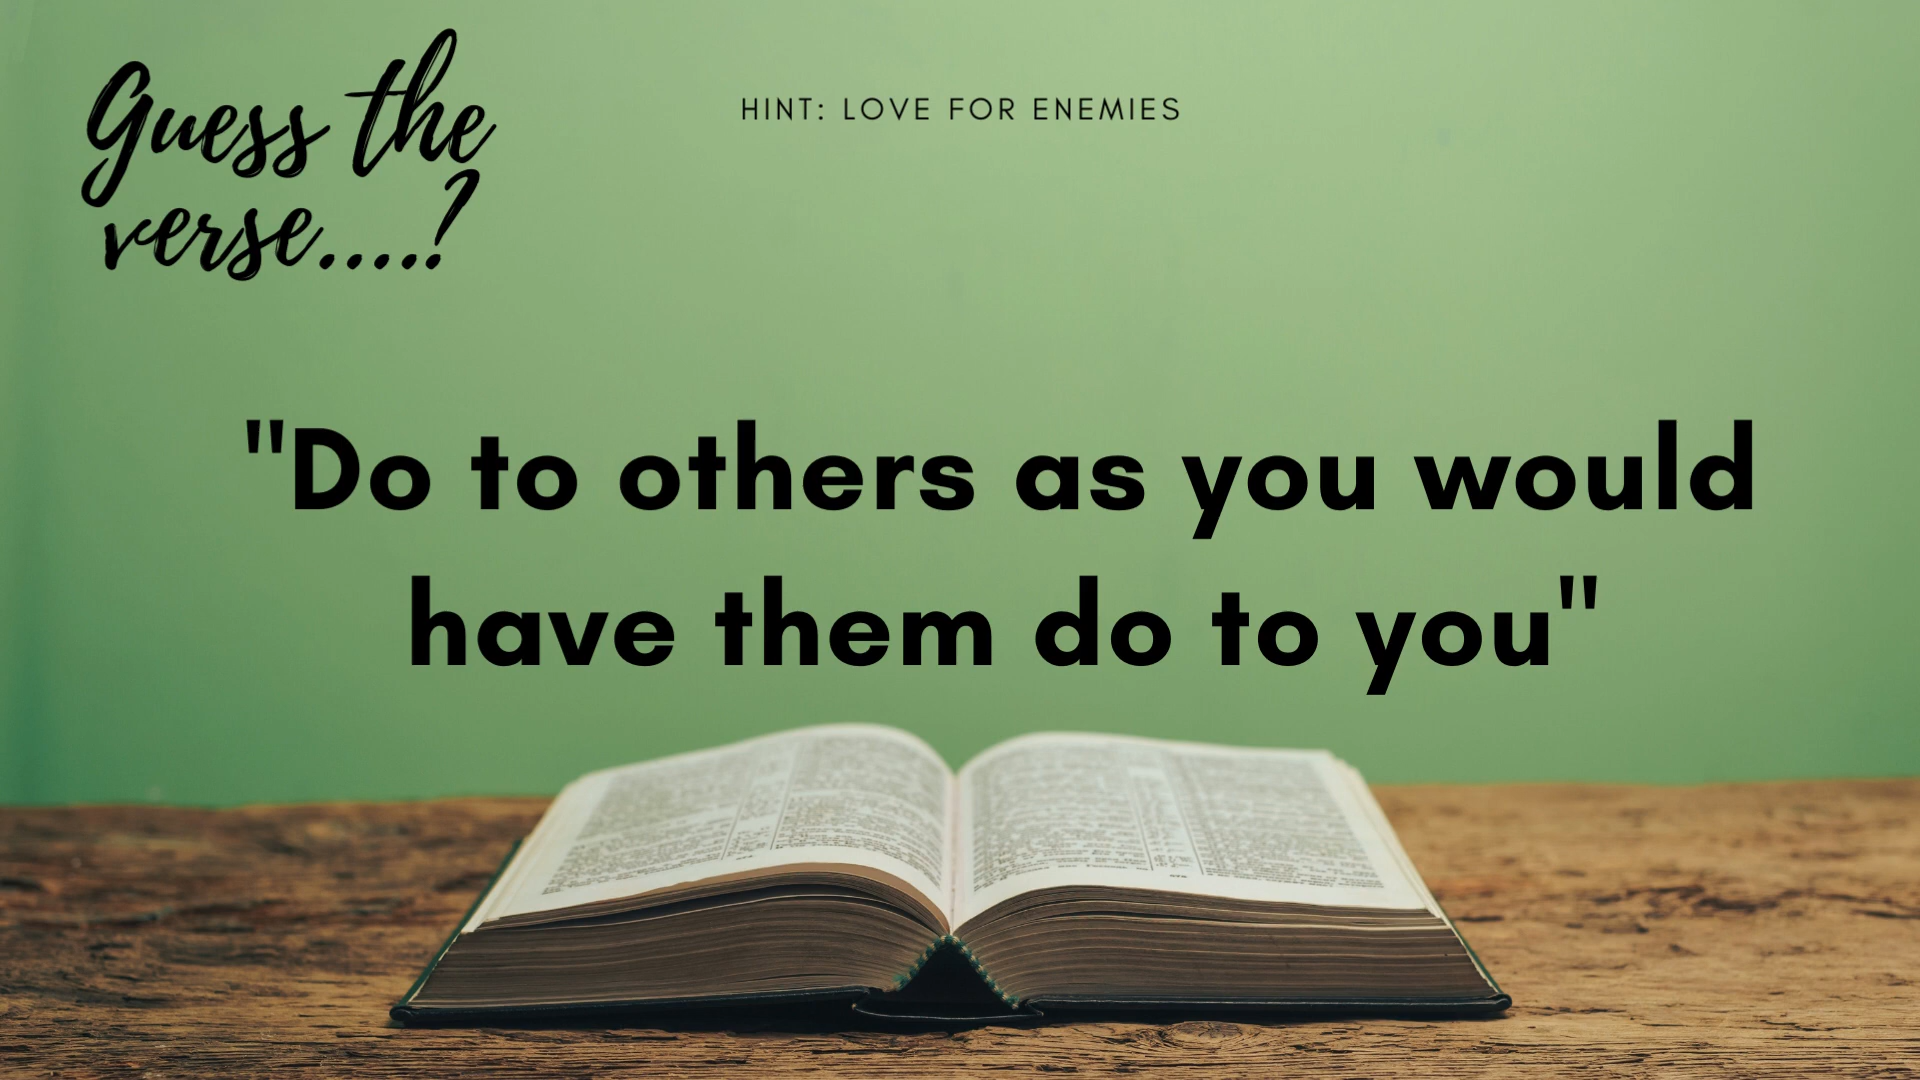 Guess the
verse....?
HINT: LOVE FOR ENEMIES
"Do to others as you would
have them do to you"